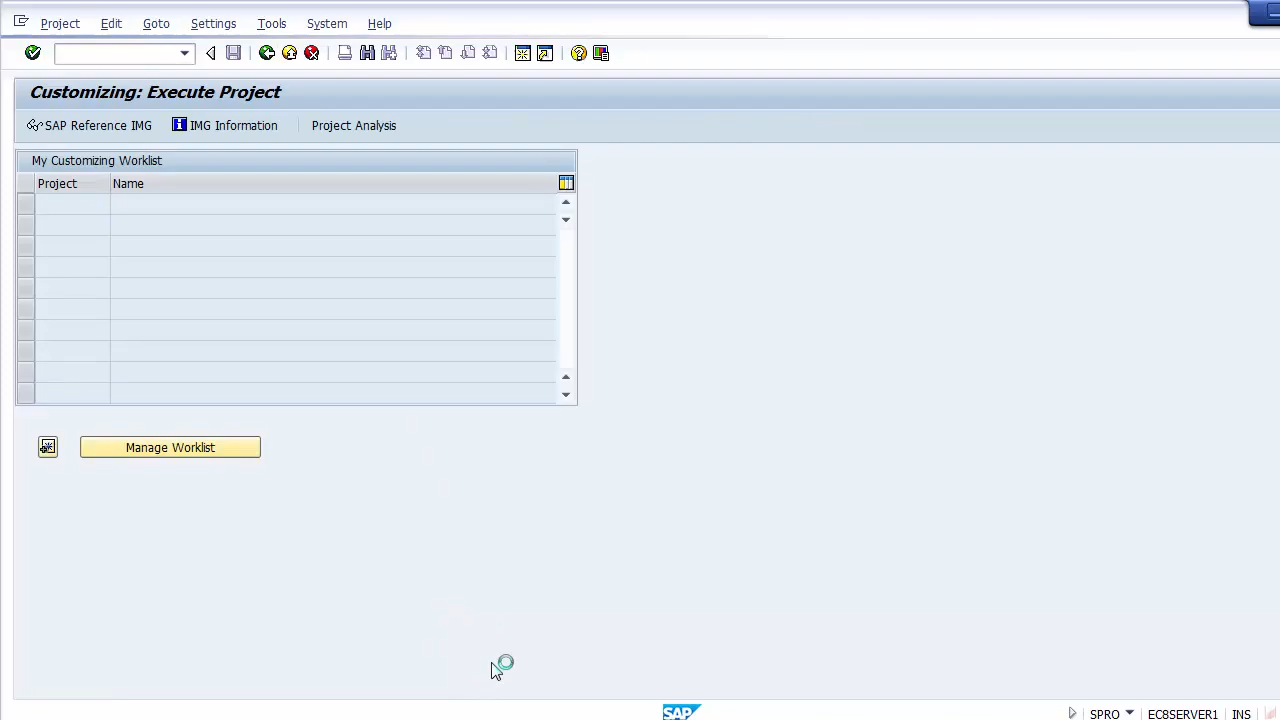 Project Edit Goto Settings Tools System Help
Customizing: Execute Project
SAP Reference IMG IMG Information Project Analysis
My Customizing Worklist
Project Name
Manage Worklist
SAP SPRO EC8SERVER1 INS